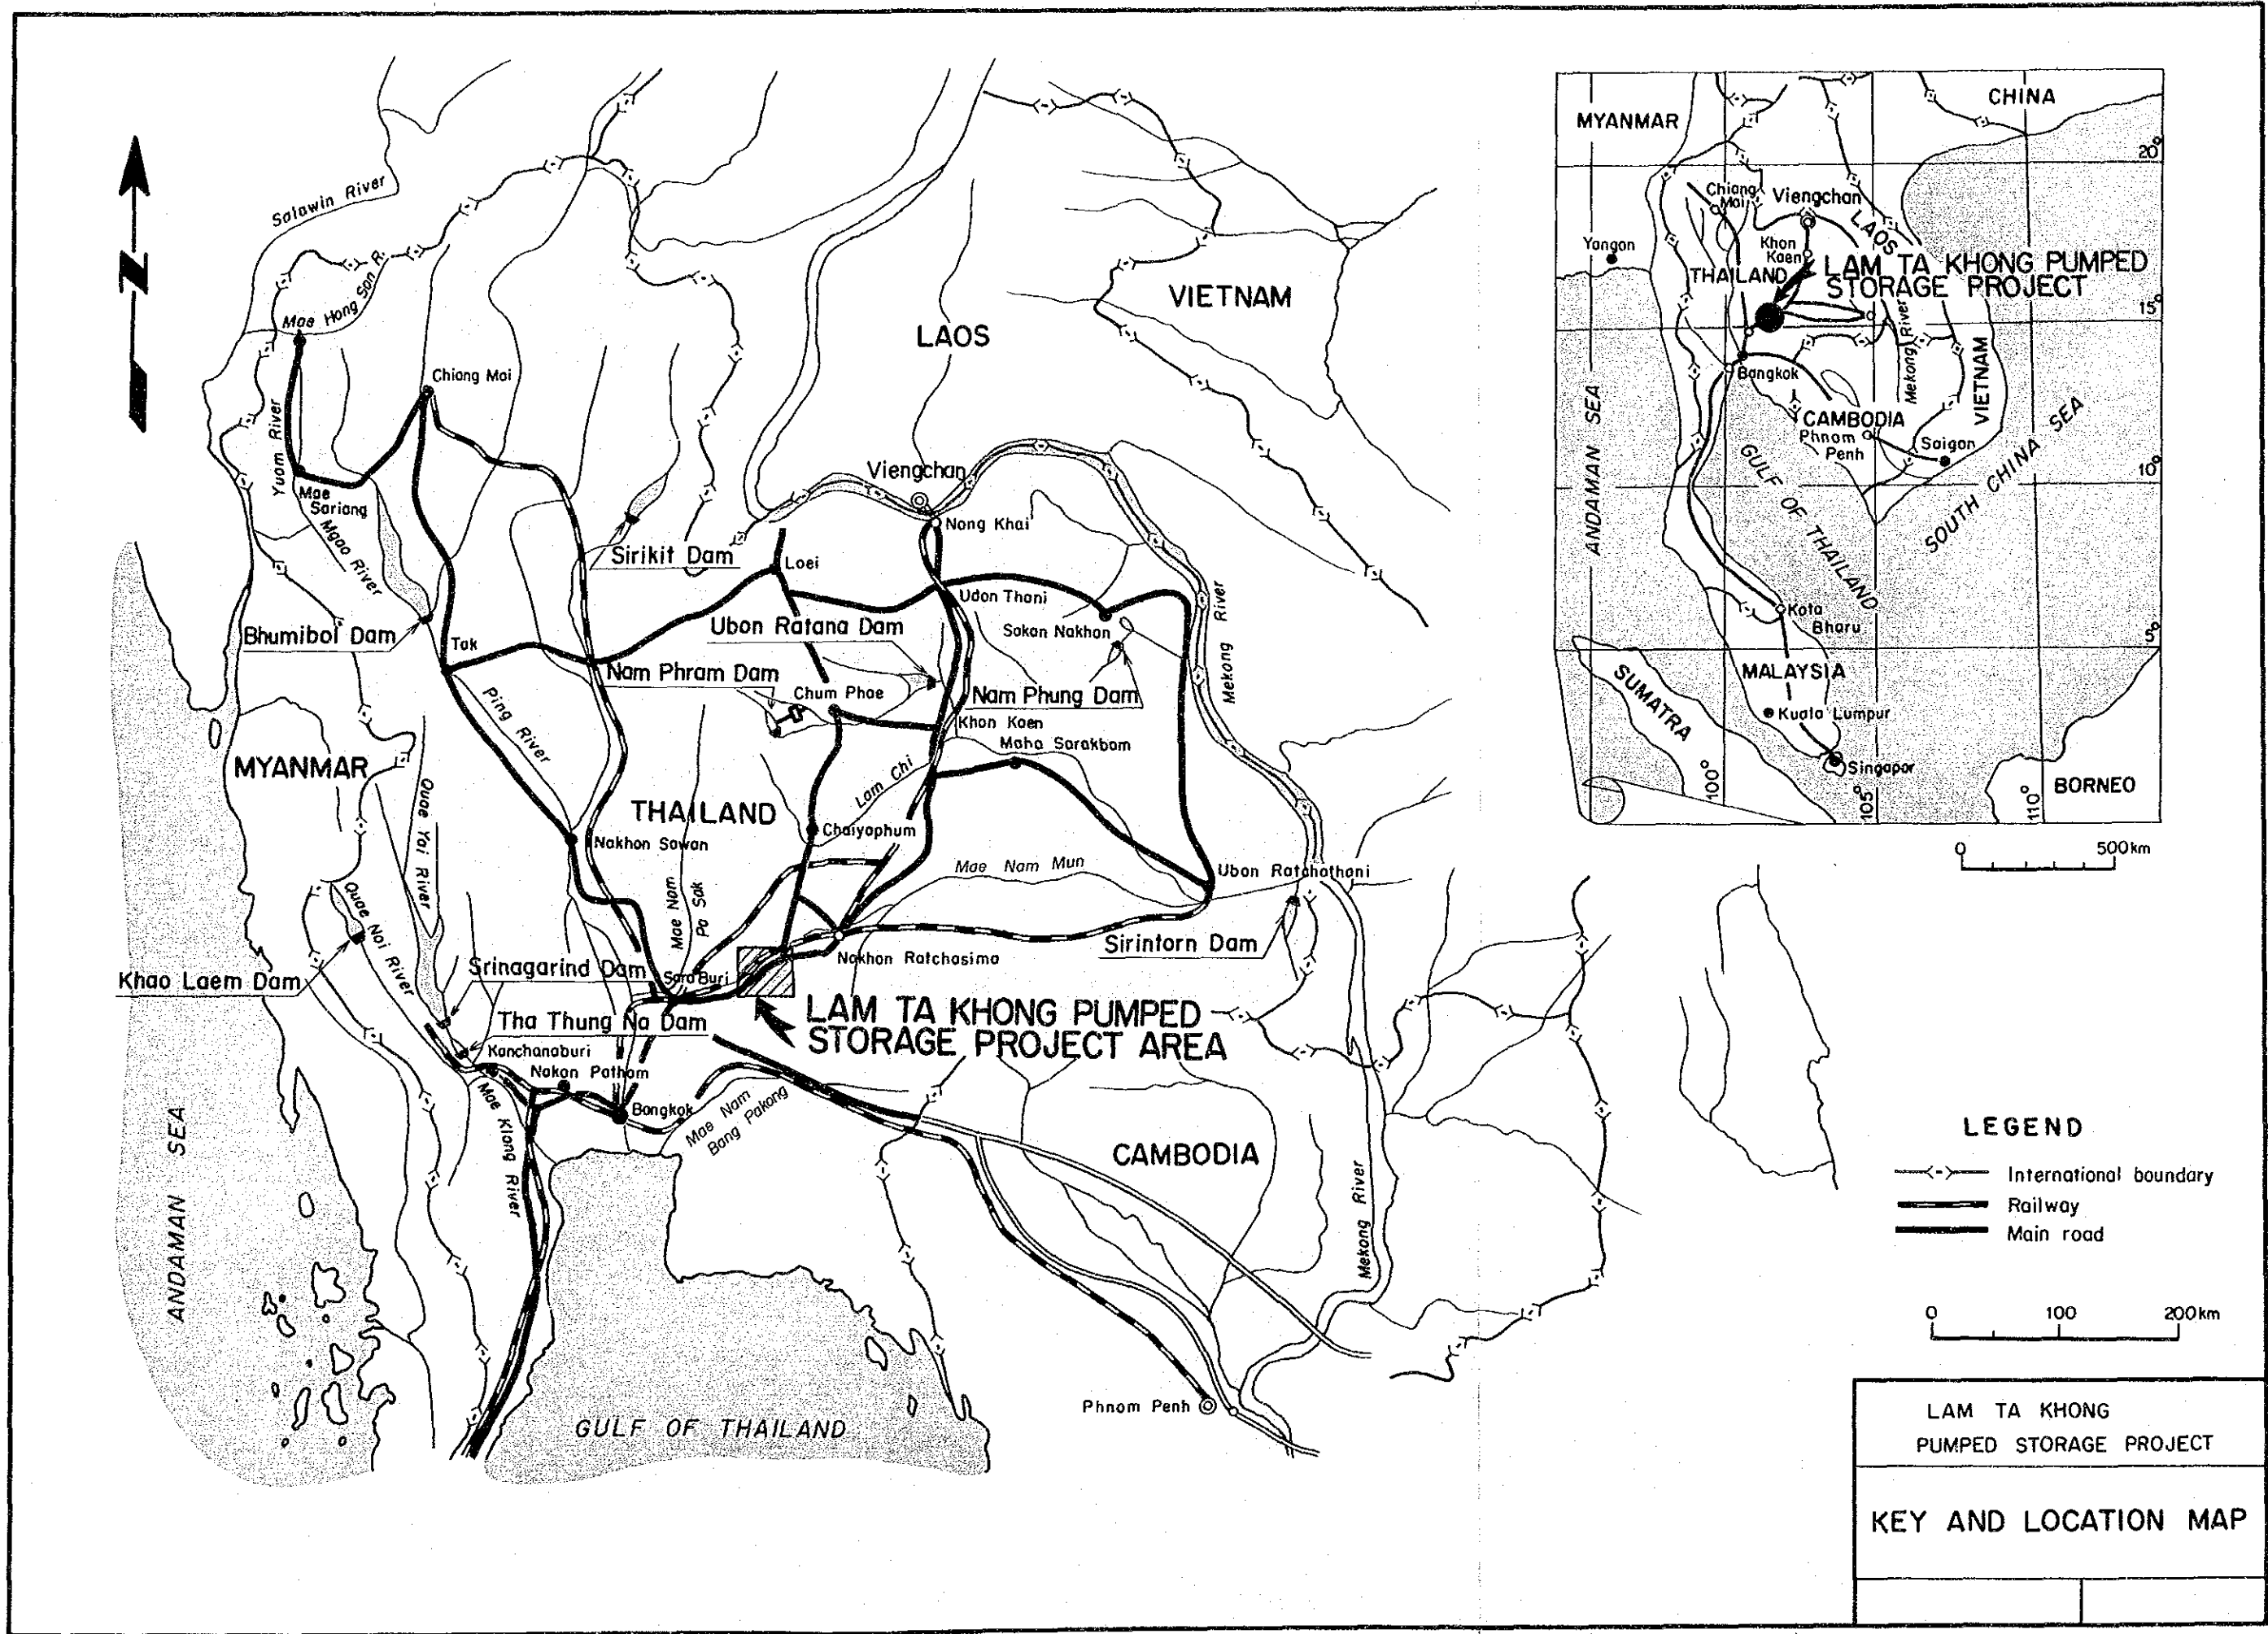 N
Salawin River
Mae Hong Son R.
Chiang Mai
Yuam River
Mae
Sariang
Mgao River
Bhumibol Dam
Tak
Sirikit Dam
LAOS
VIETNAM
Viengchan
Nong Khai
Loei
Udon Thani
Ubon Ratana Dam
Sakon Nakhon
Mekong River
Nam Phram Dam
Chum Phae
Nam Phung Dam
Khon Kaen
Maha Sarakbam
Ping River
MYANMAR
Quae Yai River
THAILAND
Lam Chi
Chaiyaphum
Nakhon Sawan
Mae Nam Mun
Ubon Ratchathani
Mae Nam
Pa Sak
Quae Noi River
Sirintorn Dam
Khao Laem Dam
Srinagarind Dam
Sara Buri
Nakhon Ratchasima
LAM TA KHONG PUMPED
STORAGE PROJECT AREA
Tha Thung Na Dam
Kanchanaburi
Nakon Pathom
Bangkok
Mae Nam
Bang Pakong
Mae Klong River
CAMBODIA
Mekong River
ANDAMAN SEA
Phnom Penh
GULF OF THAILAND
MYANMAR
CHINA
20°
Chiang
Mai
Viengchan
LAOS
Yangon
Khon
Kaen
THAILAND
LAM TA KHONG PUMPED
STORAGE PROJECT
15°
Mekong River
Bangkok
VIETNAM
ANDAMAN SEA
CAMBODIA
Phnom
Penh
Saigon
10°
GULF OF THAILAND
SOUTH CHINA SEA
Kota
Bharu
5°
MALAYSIA
SUMATRA
Kuala Lumpur
Singapor
100°
105°
110°
BORNEO
0 500km
LEGEND
International boundary
Railway
Main road
0 100 200km
LAM TA KHONG
PUMPED STORAGE PROJECT
KEY AND LOCATION MAP